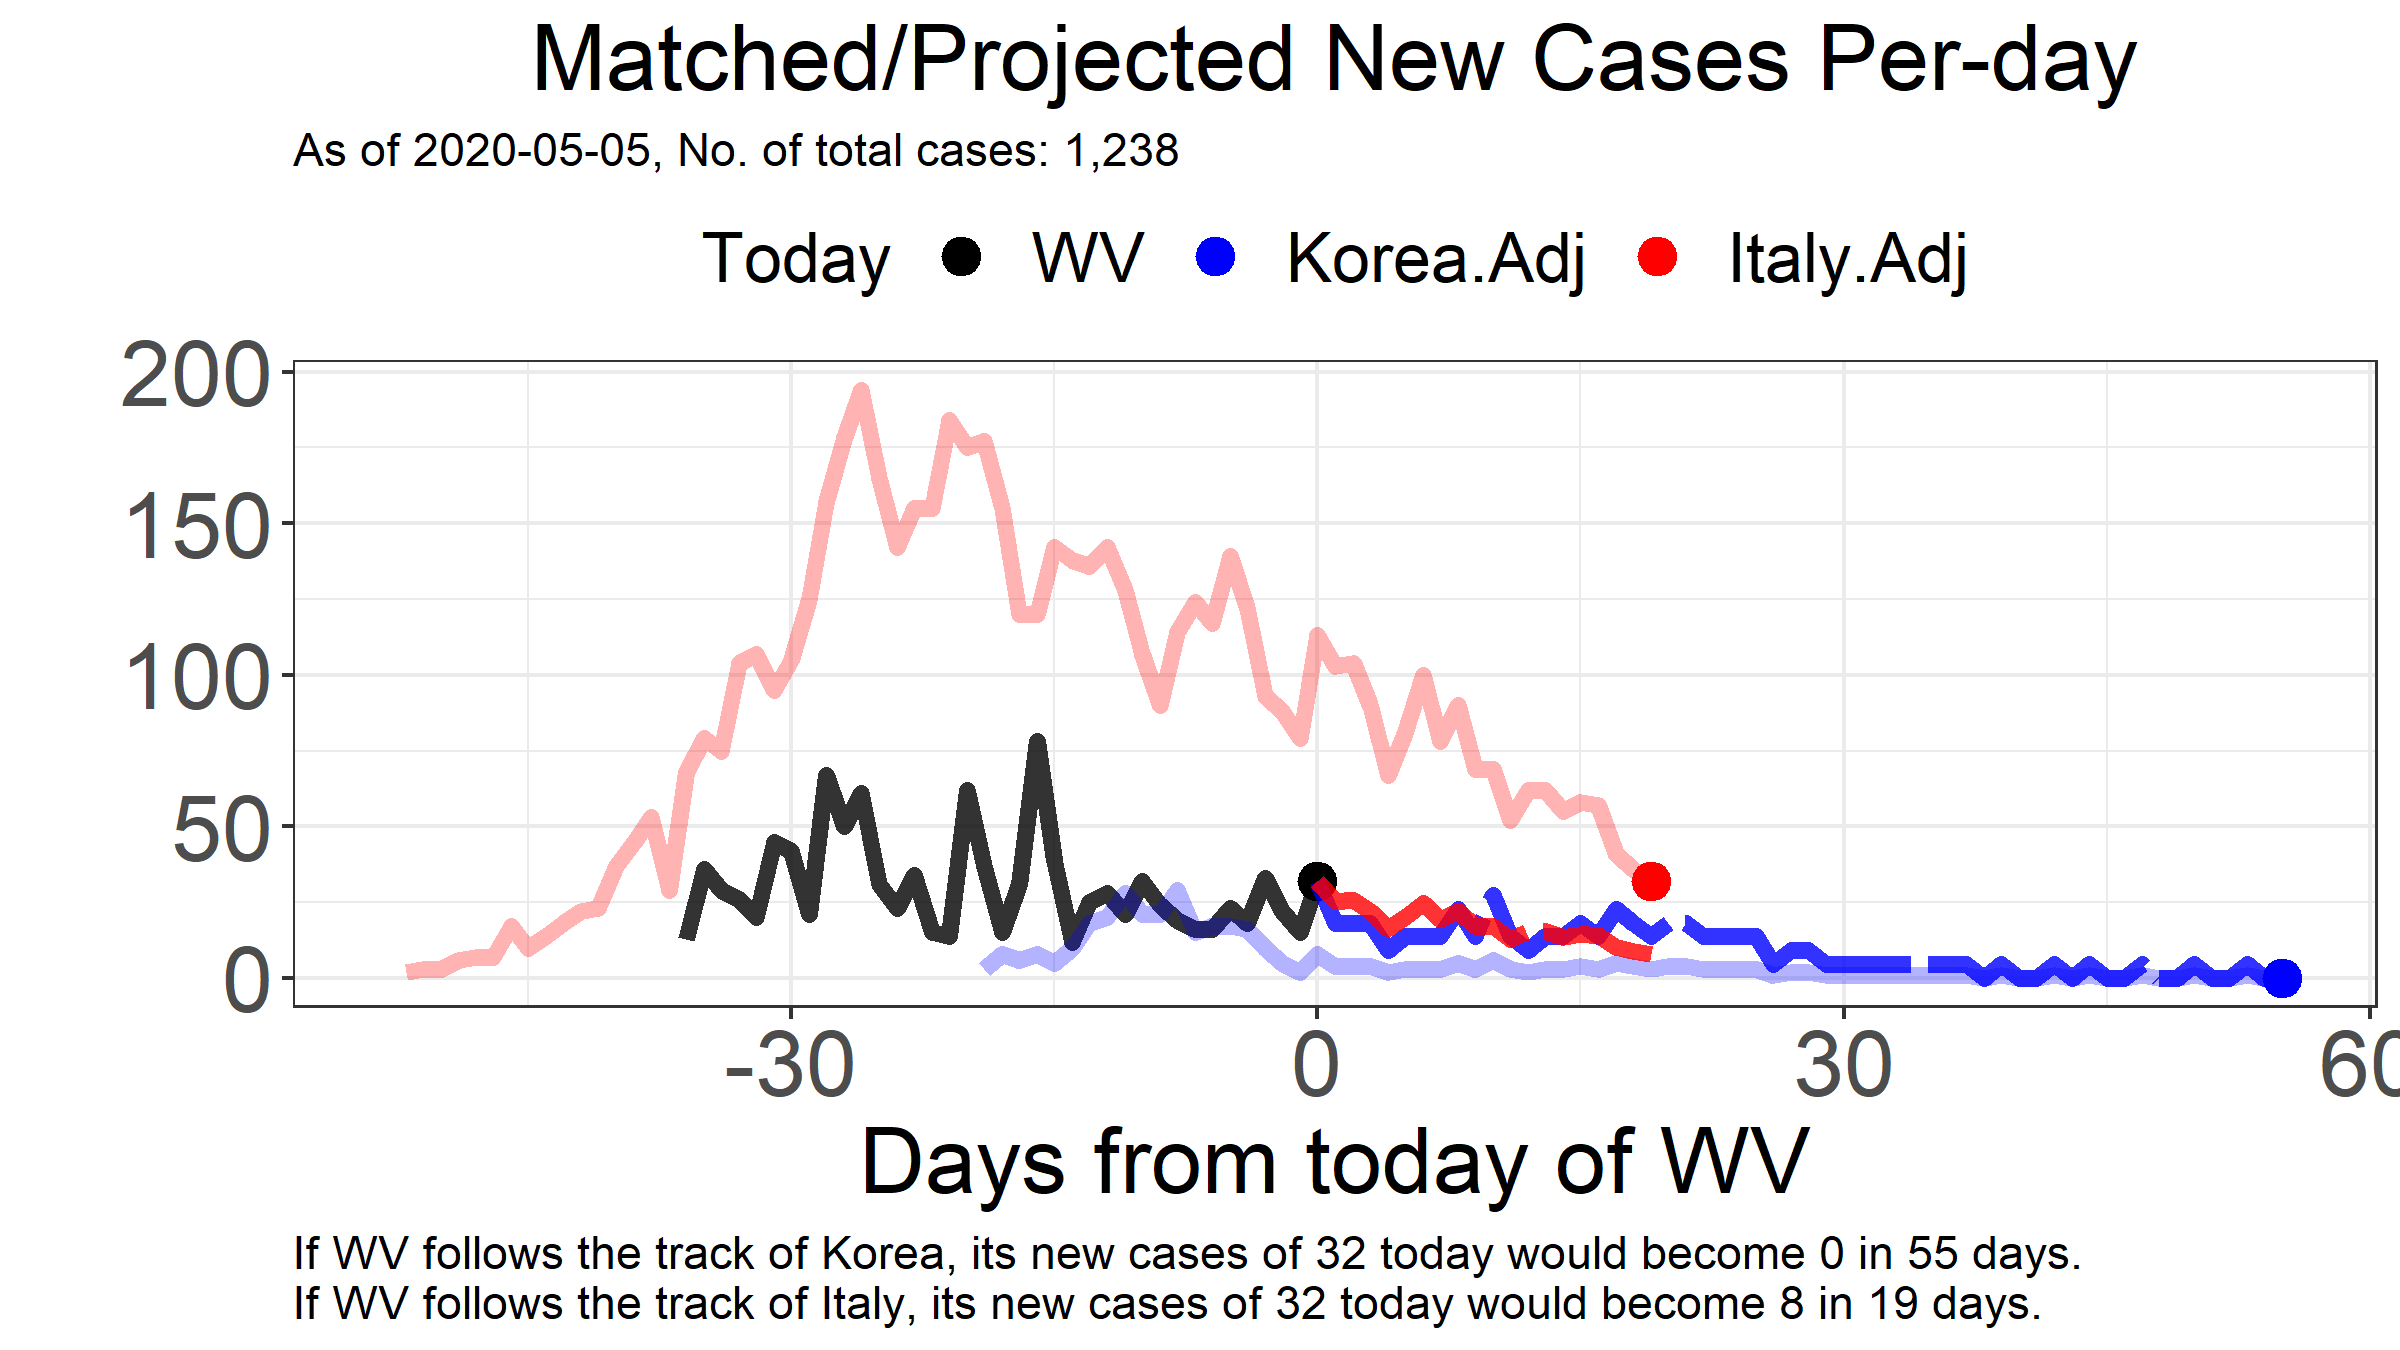 Matched/Projected New Cases Per-day
As of 2020-05-05, No. of total cases: 1,238
Today WV Korea.Adj Italy.Adj
200
150
100
50
0
-30 0 30 60
Days from today of WV
If WV follows the track of Korea, its new cases of 32 today would become 0 in 55 days.
If WV follows the track of Italy, its new cases of 32 today would become 8 in 19 days.